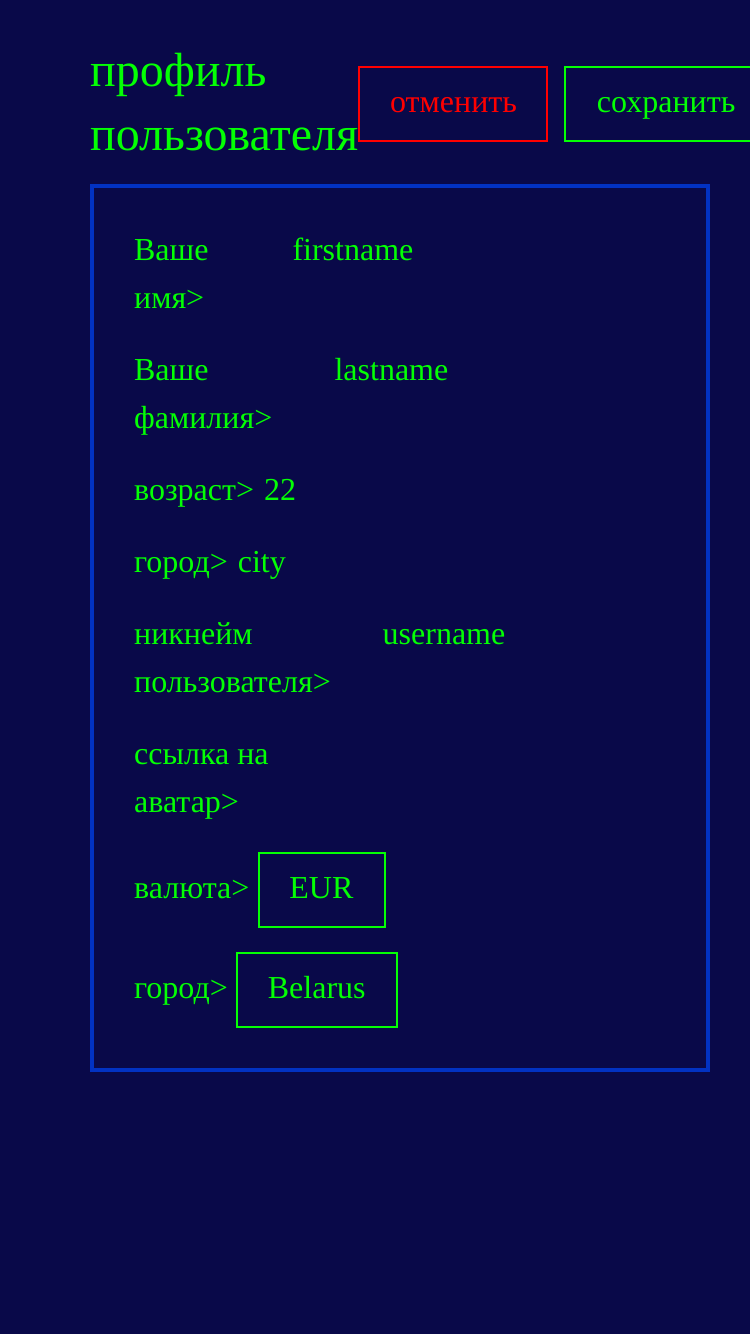 профиль
пользователя
отменить
сохранить
Ваше
имя>
firstname
Ваше
фамилия>
lastname
возраст> 22
город> city
никнейм
пользователя>
username
ссылка на
аватар>
валюта> EUR
город> Belarus